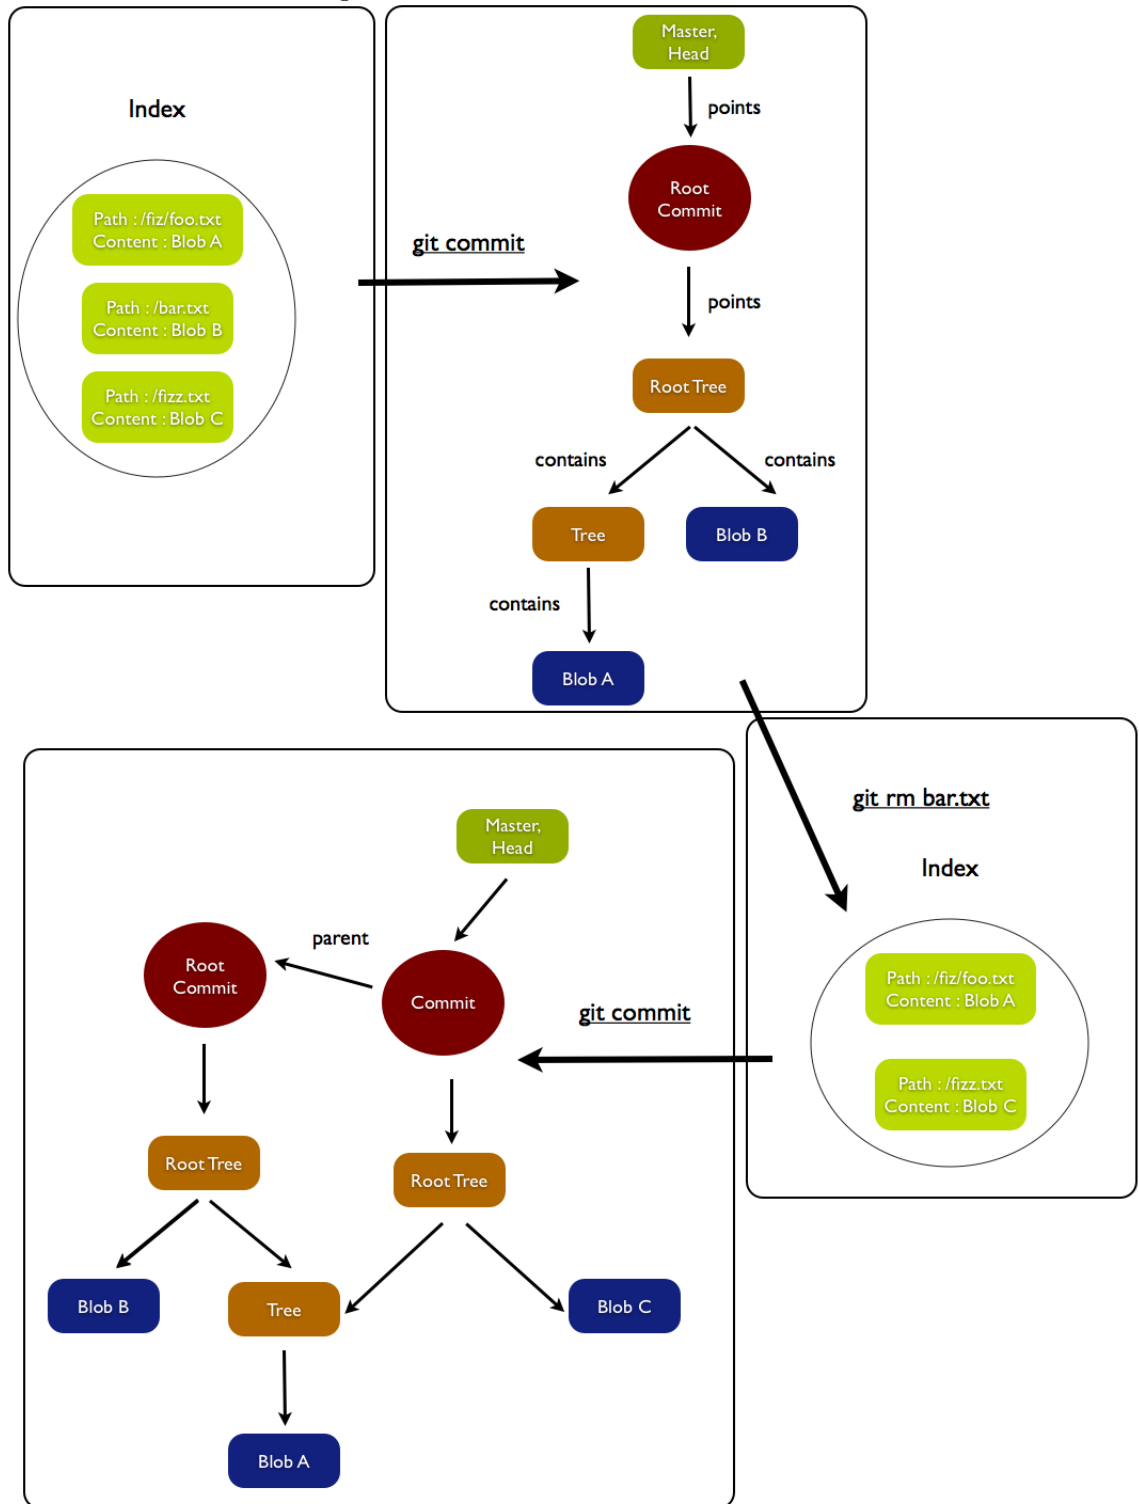 Index
Path : /fiz/foo.txt
Content : Blob A
Path : /bar.txt
Content : Blob B
Path : /fizz.txt
Content : Blob C
git commit
Master,
Head
points
Root
Commit
points
Root Tree
contains
contains
Tree
Blob B
contains
Blob A
git rm bar.txt
Index
Path : /fiz/foo.txt
Content : Blob A
Path : /fizz.txt
Content : Blob C
git commit
Master,
Head
parent
Root
Commit
Commit
Root Tree
Root Tree
Blob B
Tree
Blob C
Blob A